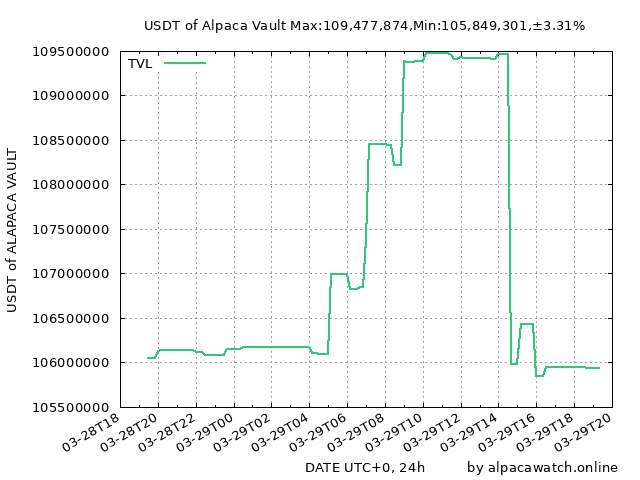 USDT of Alpaca Vault Max:109,477,874,Min:105,849,301,±3.31%
TVL
109500000
109000000
108500000
108000000
107500000
107000000
106500000
106000000
105500000
USDT of ALAPACA VAULT
03-28T18
03-28T20
03-28T22
03-29T00
03-29T02
03-29T04
03-29T06
03-29T08
03-29T10
03-29T12
03-29T14
03-29T16
03-29T18
03-29T20
DATE UTC+0, 24h
by alpacawatch.online